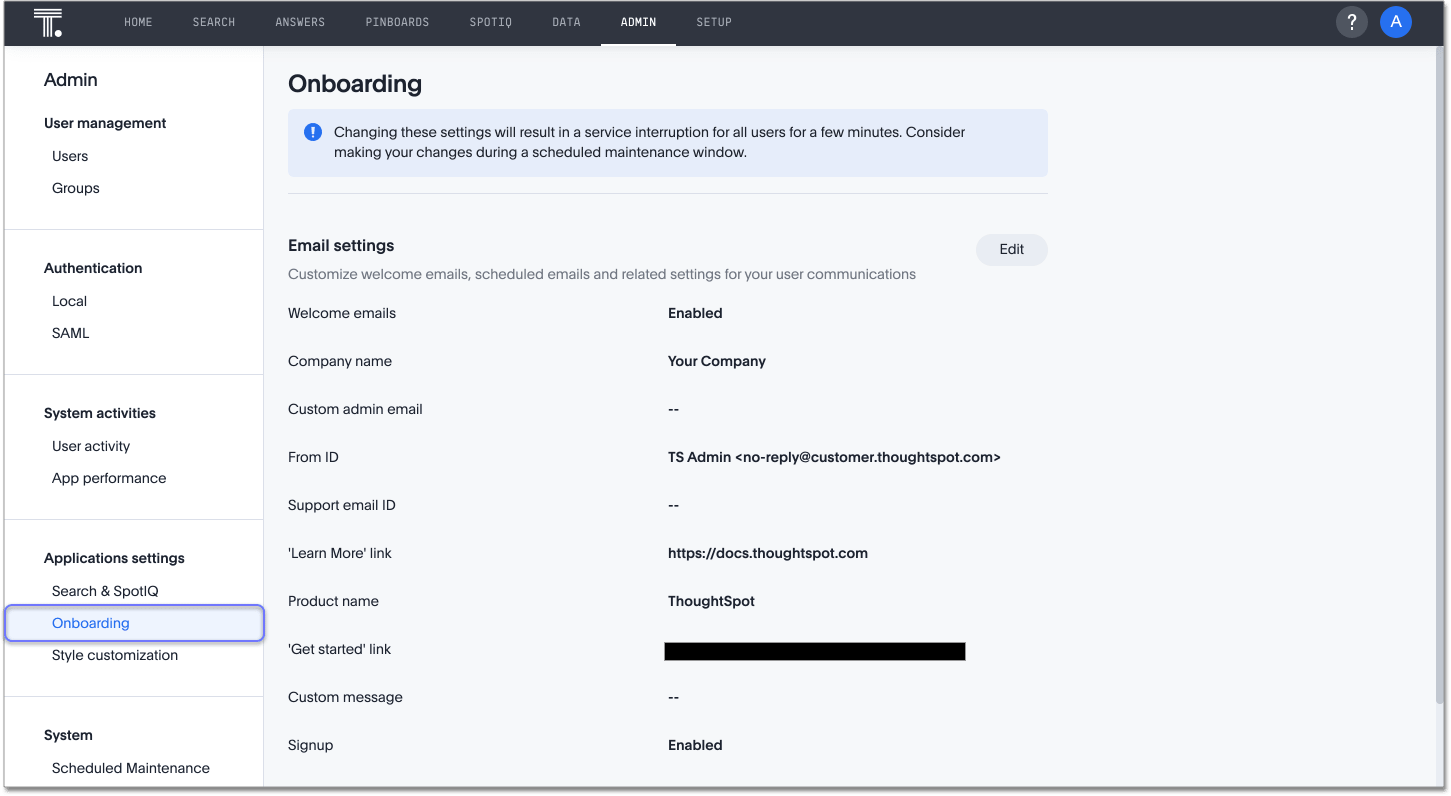 T.
HOME SEARCH ANSWERS PINBOARDS SPOTIQ DATA ADMIN SETUP ? A
Admin
User management
Users
Groups
Authentication
Local
SAML
System activities
User activity
App performance
Applications settings
Search & SpotIQ
Onboarding
Style customization
System
Scheduled Maintenance
Onboarding
! Changing these settings will result in a service interruption for all users for a few minutes. Consider
making your changes during a scheduled maintenance window.
Email settings
Edit
Customize welcome emails, scheduled emails and related settings for your user communications
Welcome emails Enabled
Company name Your Company
Custom admin email --
From ID TS Admin <no-reply@customer.thoughtspot.com>
Support email ID --
'Learn More' link https://docs.thoughtspot.com
Product name ThoughtSpot
'Get started' link
Custom message --
Signup Enabled